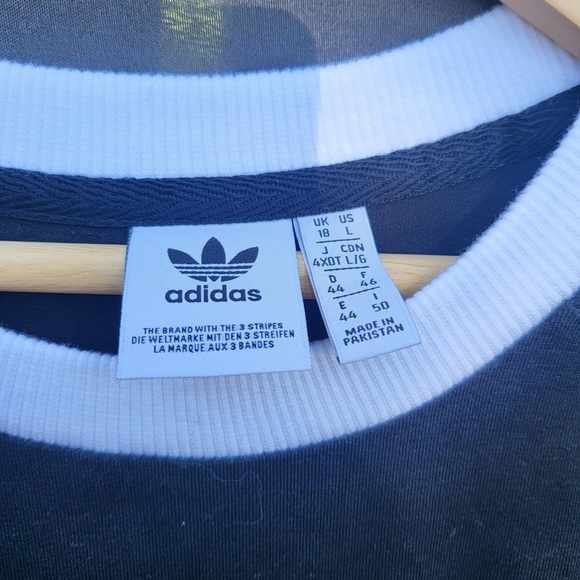 adidas
THE BRAND WITH THE 3 STRIPES
DIE WELTMARKE MIT DEN 3 STREIFEN
LA MARQUE AUX 3 BANDES
UK US
18 L
J CDN
4XOT L/G
D F
44 46
E I
44 50
MADE IN
PAKISTAN